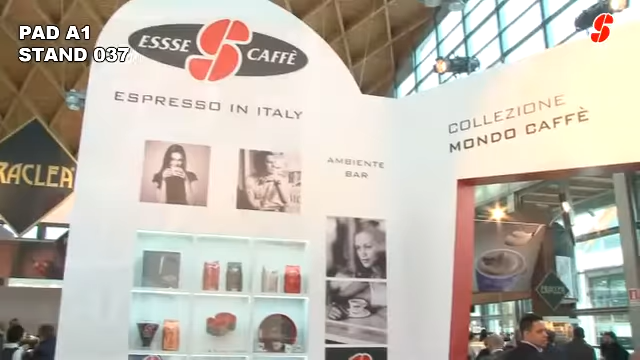 PAD A1
STAND 037
ESSSE CAFFÈ
ESPRESSO IN ITALY
AMBIENTE
BAR
COLLEZIONE
MONDO CAFFÈ
RACLEA